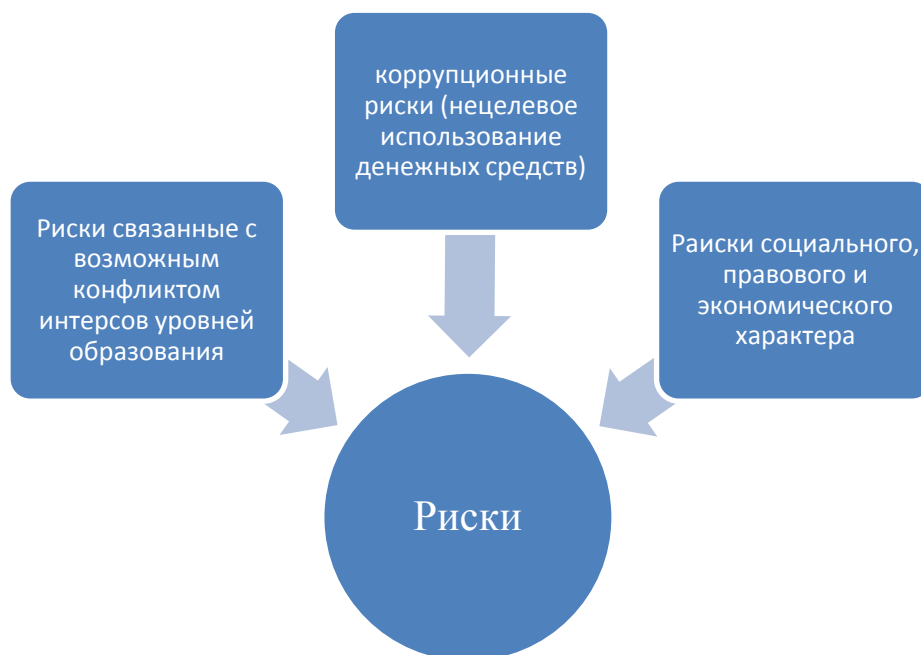 коррупционные
риски (нецелевое
использование
денежных средств)
Риски связанные с
возможным
конфликтом
интерсов уровней
образования
Раиски социального,
правового и
экономического
характера
Риски